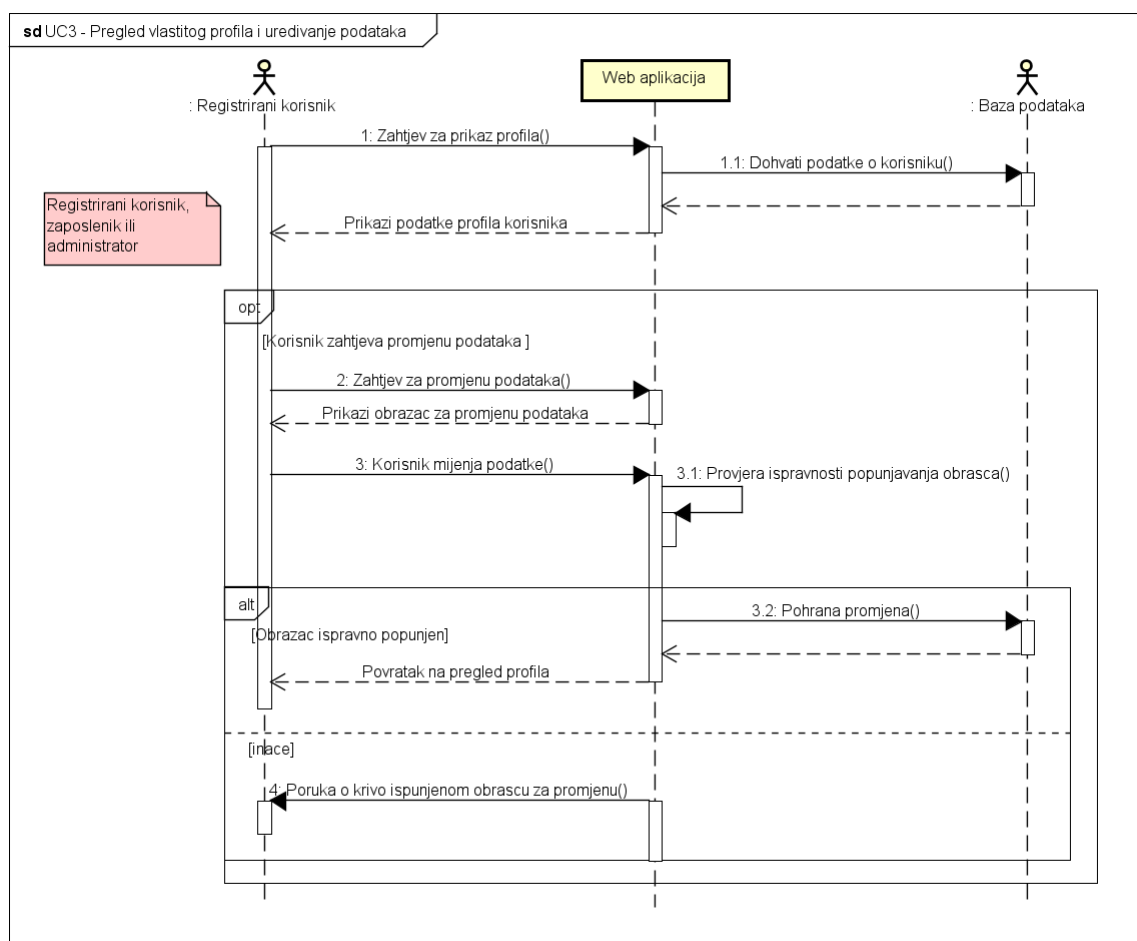 sd UC3 - Pregled vlastitog profila i uredivanje podataka
: Registrirani korisnik
Web aplikacija
: Baza podataka
1: Zahtjev za prikaz profila()
1.1: Dohvati podatke o korisniku()
Registrirani korisnik,
zaposlenik ili
administrator
Prikazi podatke profila korisnika
opt
[Korisnik zahtjeva promjenu podataka ]
2: Zahtjev za promjenu podataka()
Prikazi obrazac za promjenu podataka
3: Korisnik mijenja podatke()
3.1: Provjera ispravnosti popunjavanja obrasca()
alt
3.2: Pohrana promjena()
[Obrazac ispravno popunjen]
Povratak na pregled profila
[inace]
4: Poruka o krivo ispunjenom obrascu za promjenu()